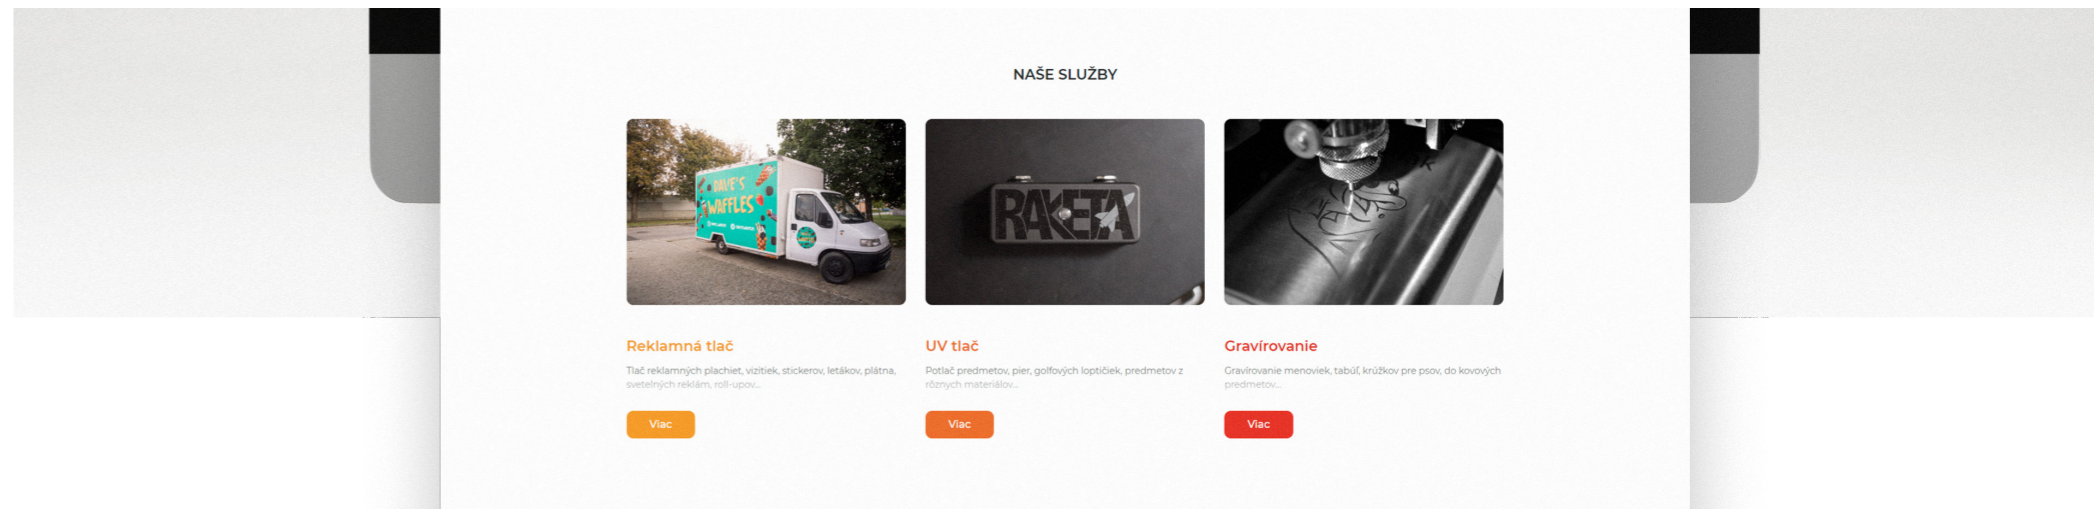 NAŠE SLUŽBY
DAVE'S
WAFFLES
RAKETA
Reklamná tlač
UV tlač
Gravírovanie
Tlač reklamných plachiet, vizitiek, stickerov, letákov, plátna,
svetelných reklám, roll-upov...
Potlač predmetov, pier, golfových loptičiek, predmetov z
rôznych materiálov...
Gravírovanie menoviek, tabúľ, krúžkov pre psov, do kovových
predmetov...
Viac
Viac
Viac